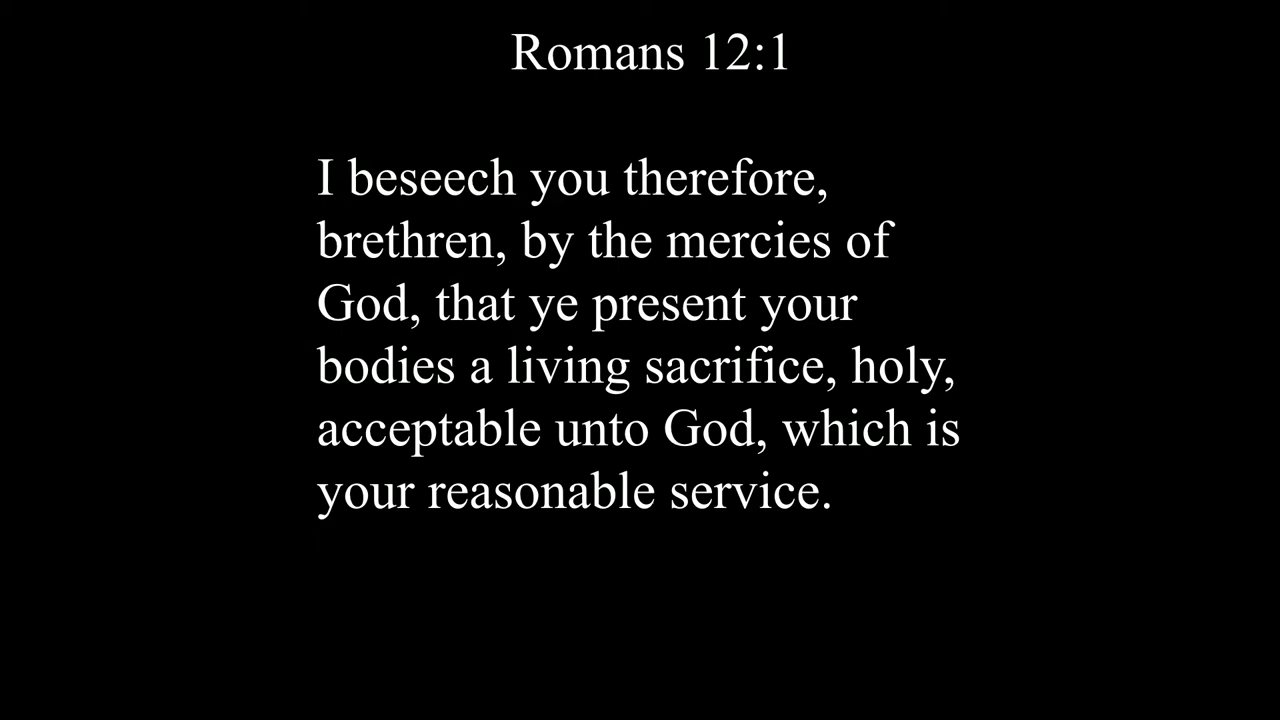 Romans 12:1
I beseech you therefore,
brethren, by the mercies of
God, that ye present your
bodies a living sacrifice, holy,
acceptable unto God, which is
your reasonable service.